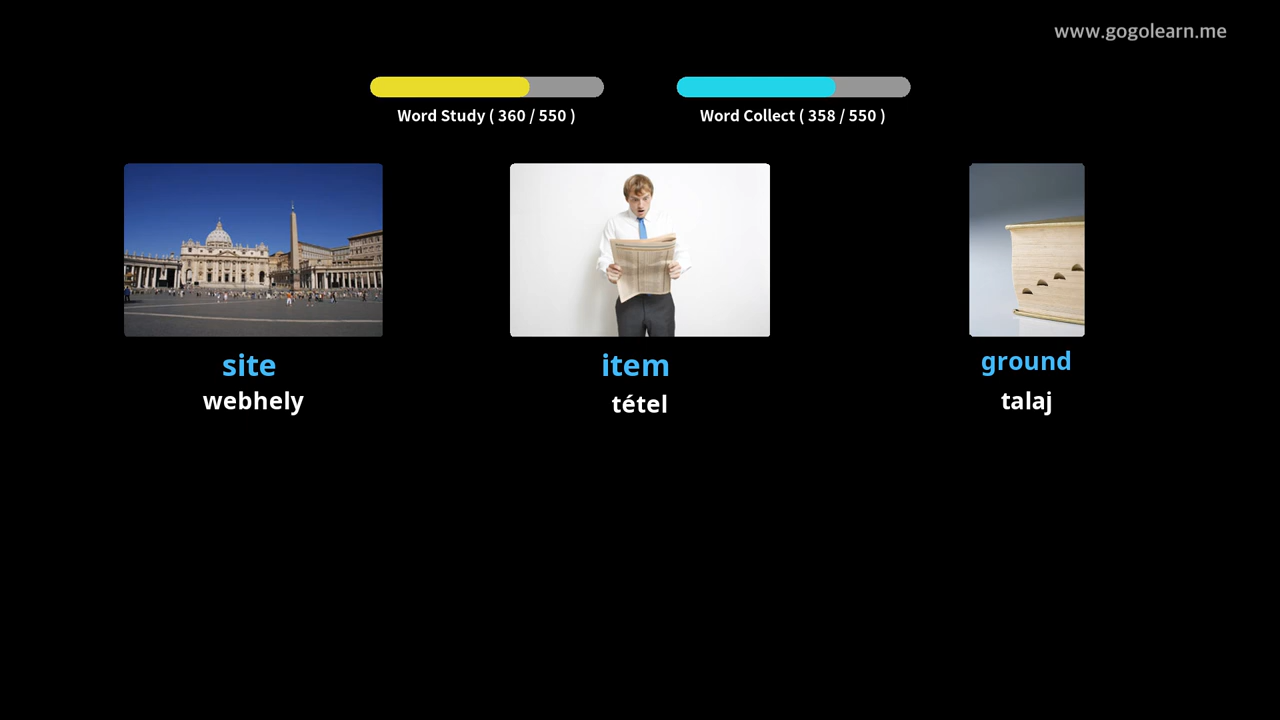 www.gogolearn.me
Word Study ( 360 / 550 )
Word Collect ( 358 / 550 )
site
webhely
item
tétel
ground
talaj